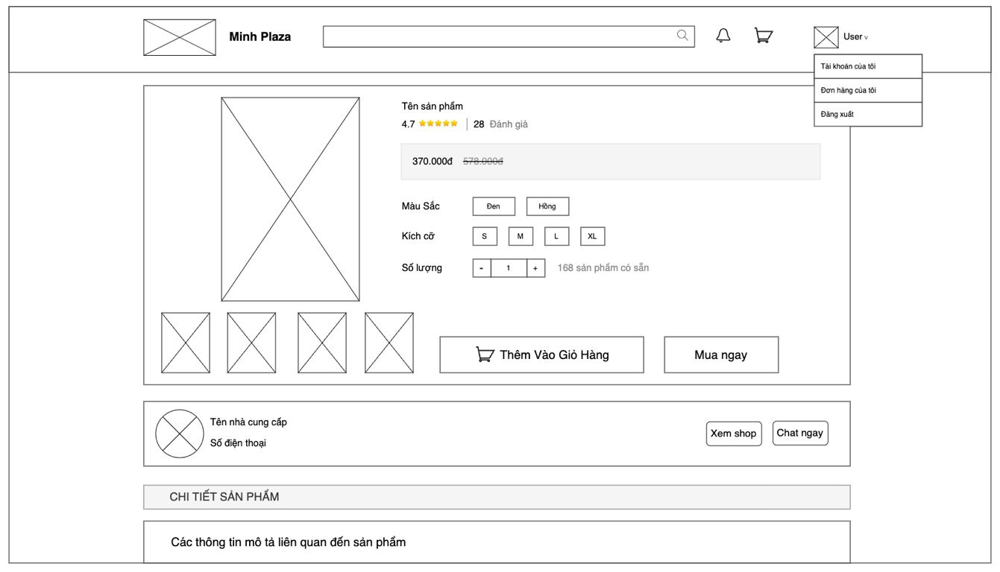 Minh Plaza
User v
Tài khoản của tôi
Đơn hàng của tôi
Đăng xuất
Tên sản phẩm
4.7 28 Đánh giá
370.000đ 578.000đ
Màu Sắc Đen Hồng
Kích cỡ S M L XL
Số lượng - 1 + 168 sản phẩm có sẵn
Thêm Vào Giỏ Hàng Mua ngay
Tên nhà cung cấp
Số điện thoại
Xem shop Chat ngay
CHI TIẾT SẢN PHẨM
Các thông tin mô tả liên quan đến sản phẩm